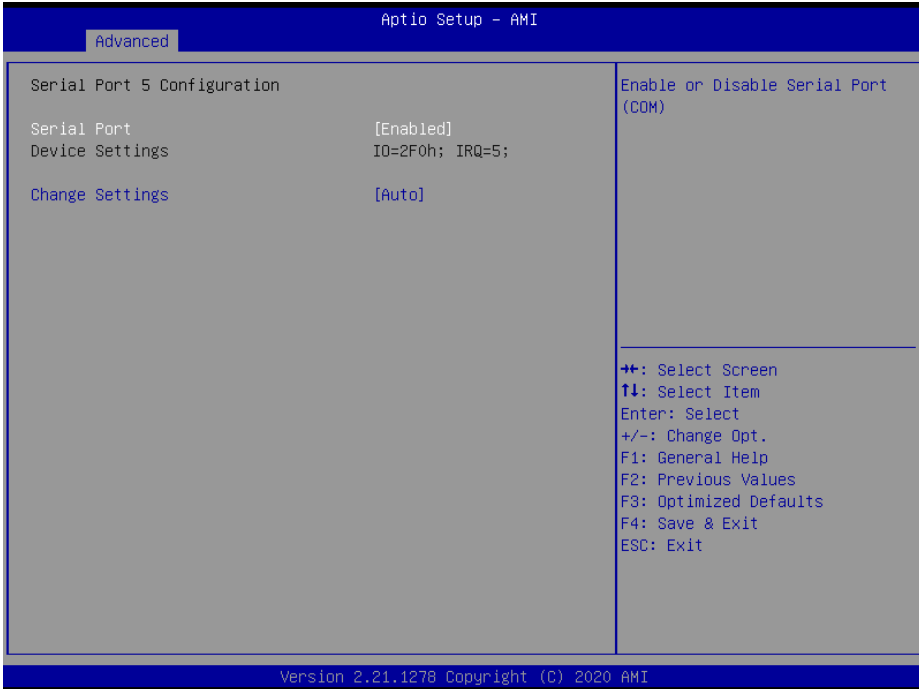 Aptio Setup – AMI
Advanced
Serial Port 5 Configuration
Serial Port [Enabled]
Device Settings IO=2F0h; IRQ=5;
Change Settings [Auto]
Enable or Disable Serial Port
(COM)
→←: Select Screen
↑↓: Select Item
Enter: Select
+/-: Change Opt.
F1: General Help
F2: Previous Values
F3: Optimized Defaults
F4: Save & Exit
ESC: Exit
Version 2.21.1278 Copyright (C) 2020 AMI